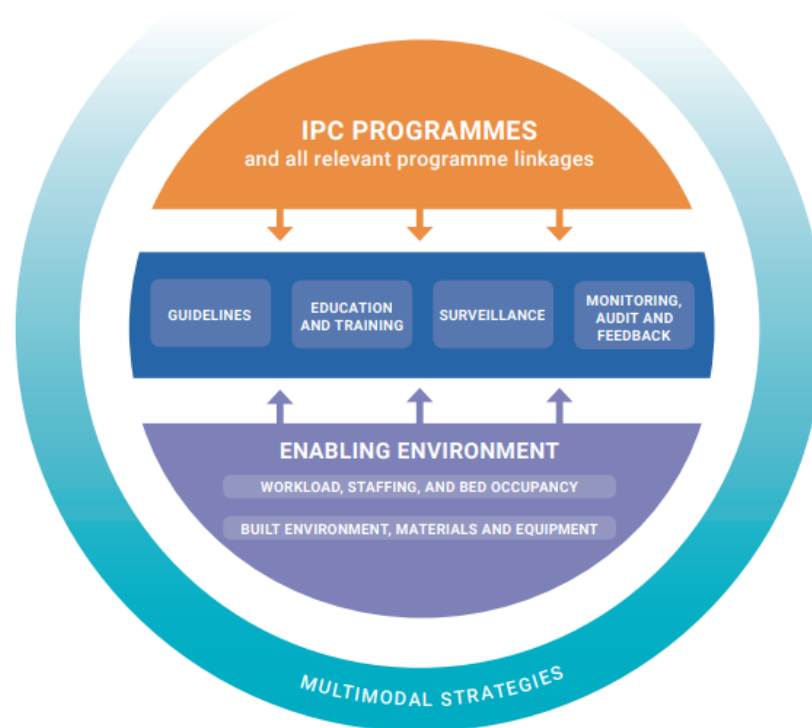 IPC PROGRAMMES
and all relevant programme linkages
GUIDELINES
EDUCATION
AND TRAINING
SURVEILLANCE
MONITORING,
AUDIT AND
FEEDBACK
ENABLING ENVIRONMENT
WORKLOAD, STAFFING, AND BED OCCUPANCY
BUILT ENVIRONMENT, MATERIALS AND EQUIPMENT
MULTIMODAL STRATEGIES